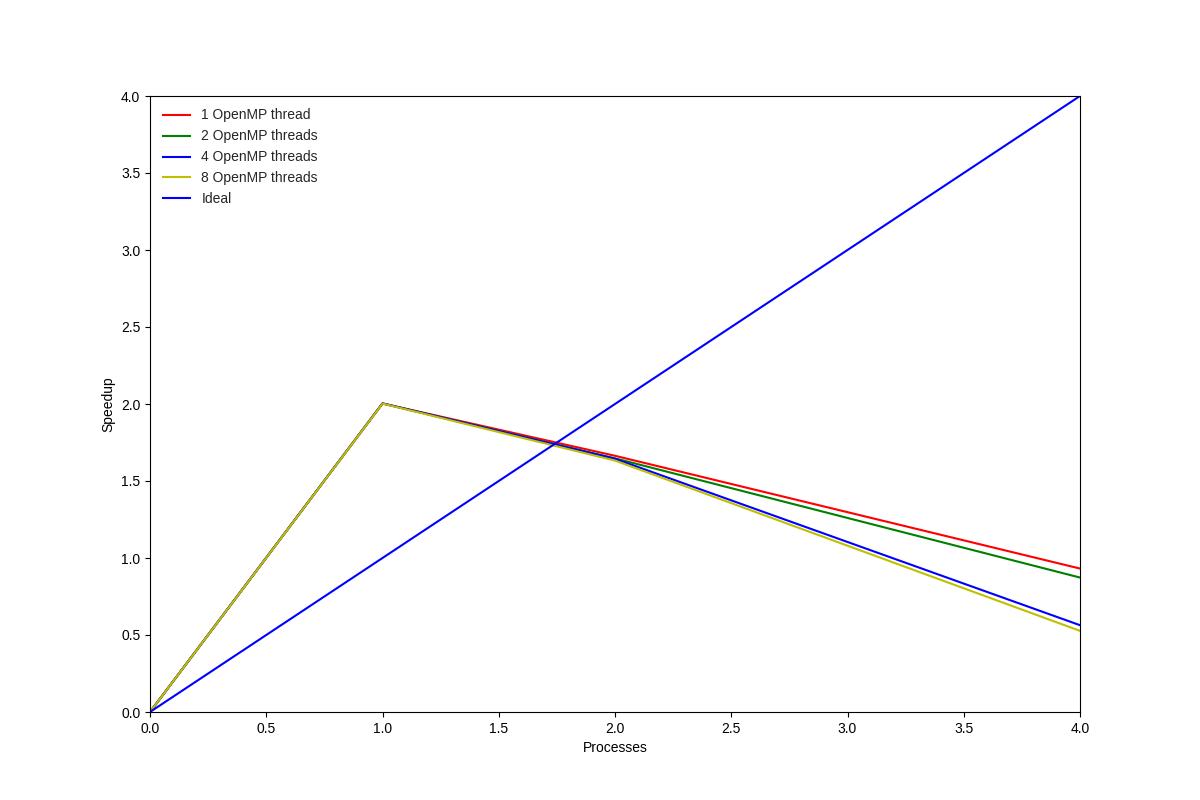 4.0
3.5
3.0
2.5
2.0
1.5
1.0
0.5
0.0
Speedup
1 OpenMP thread
2 OpenMP threads
4 OpenMP threads
8 OpenMP threads
Ideal
0.0 0.5 1.0 1.5 2.0 2.5 3.0 3.5 4.0
Processes